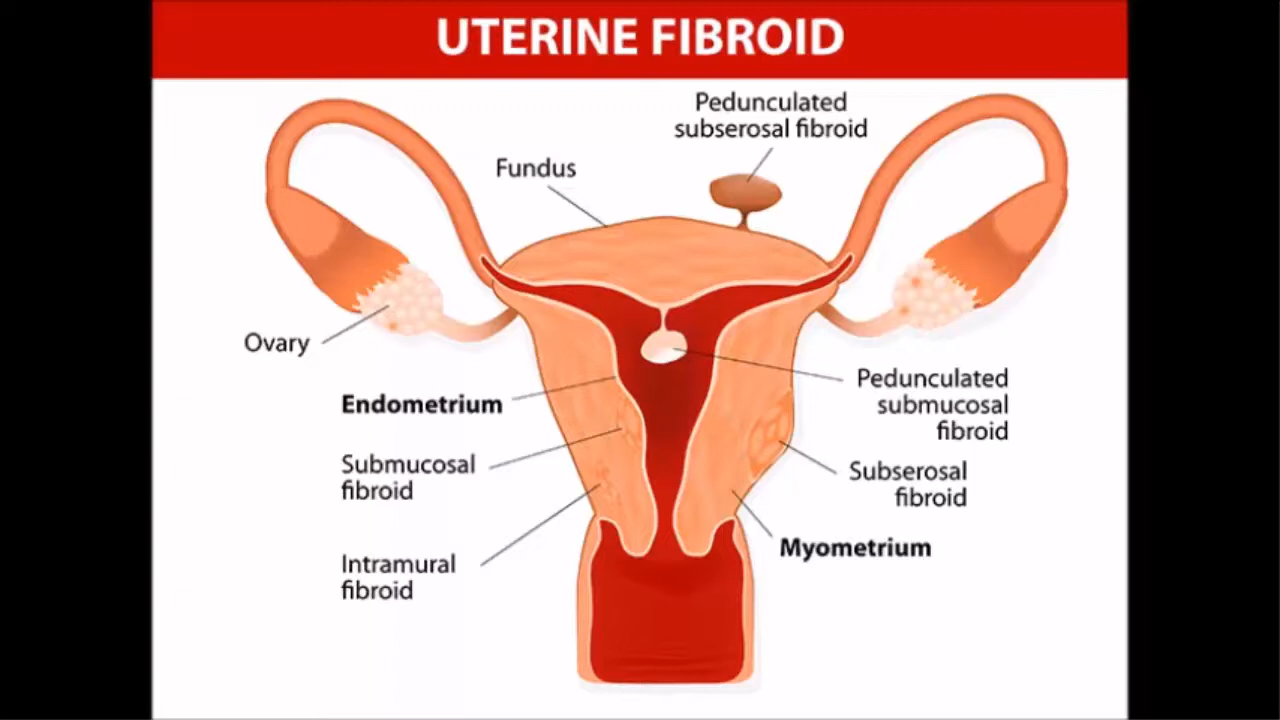 UTERINE FIBROID
Pedunculated
subserosal fibroid
Fundus
Ovary
Endometrium
Submucosal
fibroid
Intramural
fibroid
Pedunculated
submucosal
fibroid
Subserosal
fibroid
Myometrium